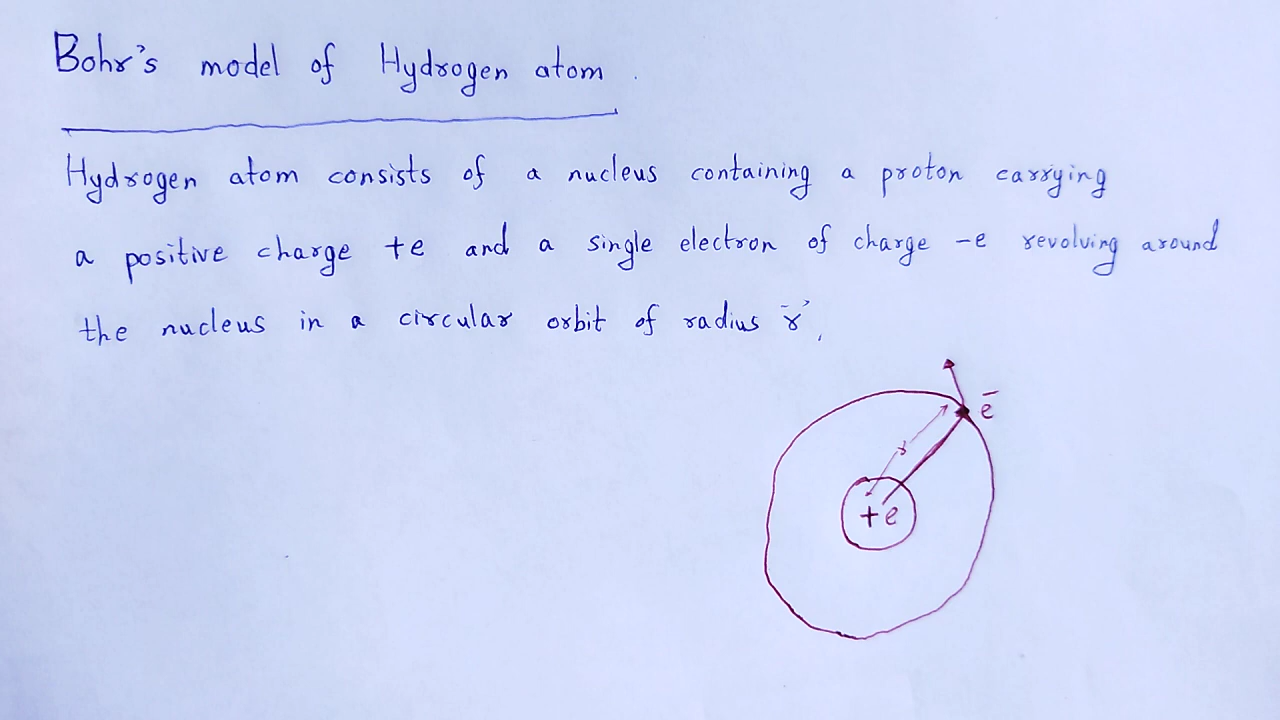 Bohr's model of Hydrogen atom.
Hydrogen atom consists of a nucleus containing a proton carrying
a positive charge +e and a single electron of charge -e revolving around
the nucleus in a circular orbit of radius 'r'.
e⁻
r
+e